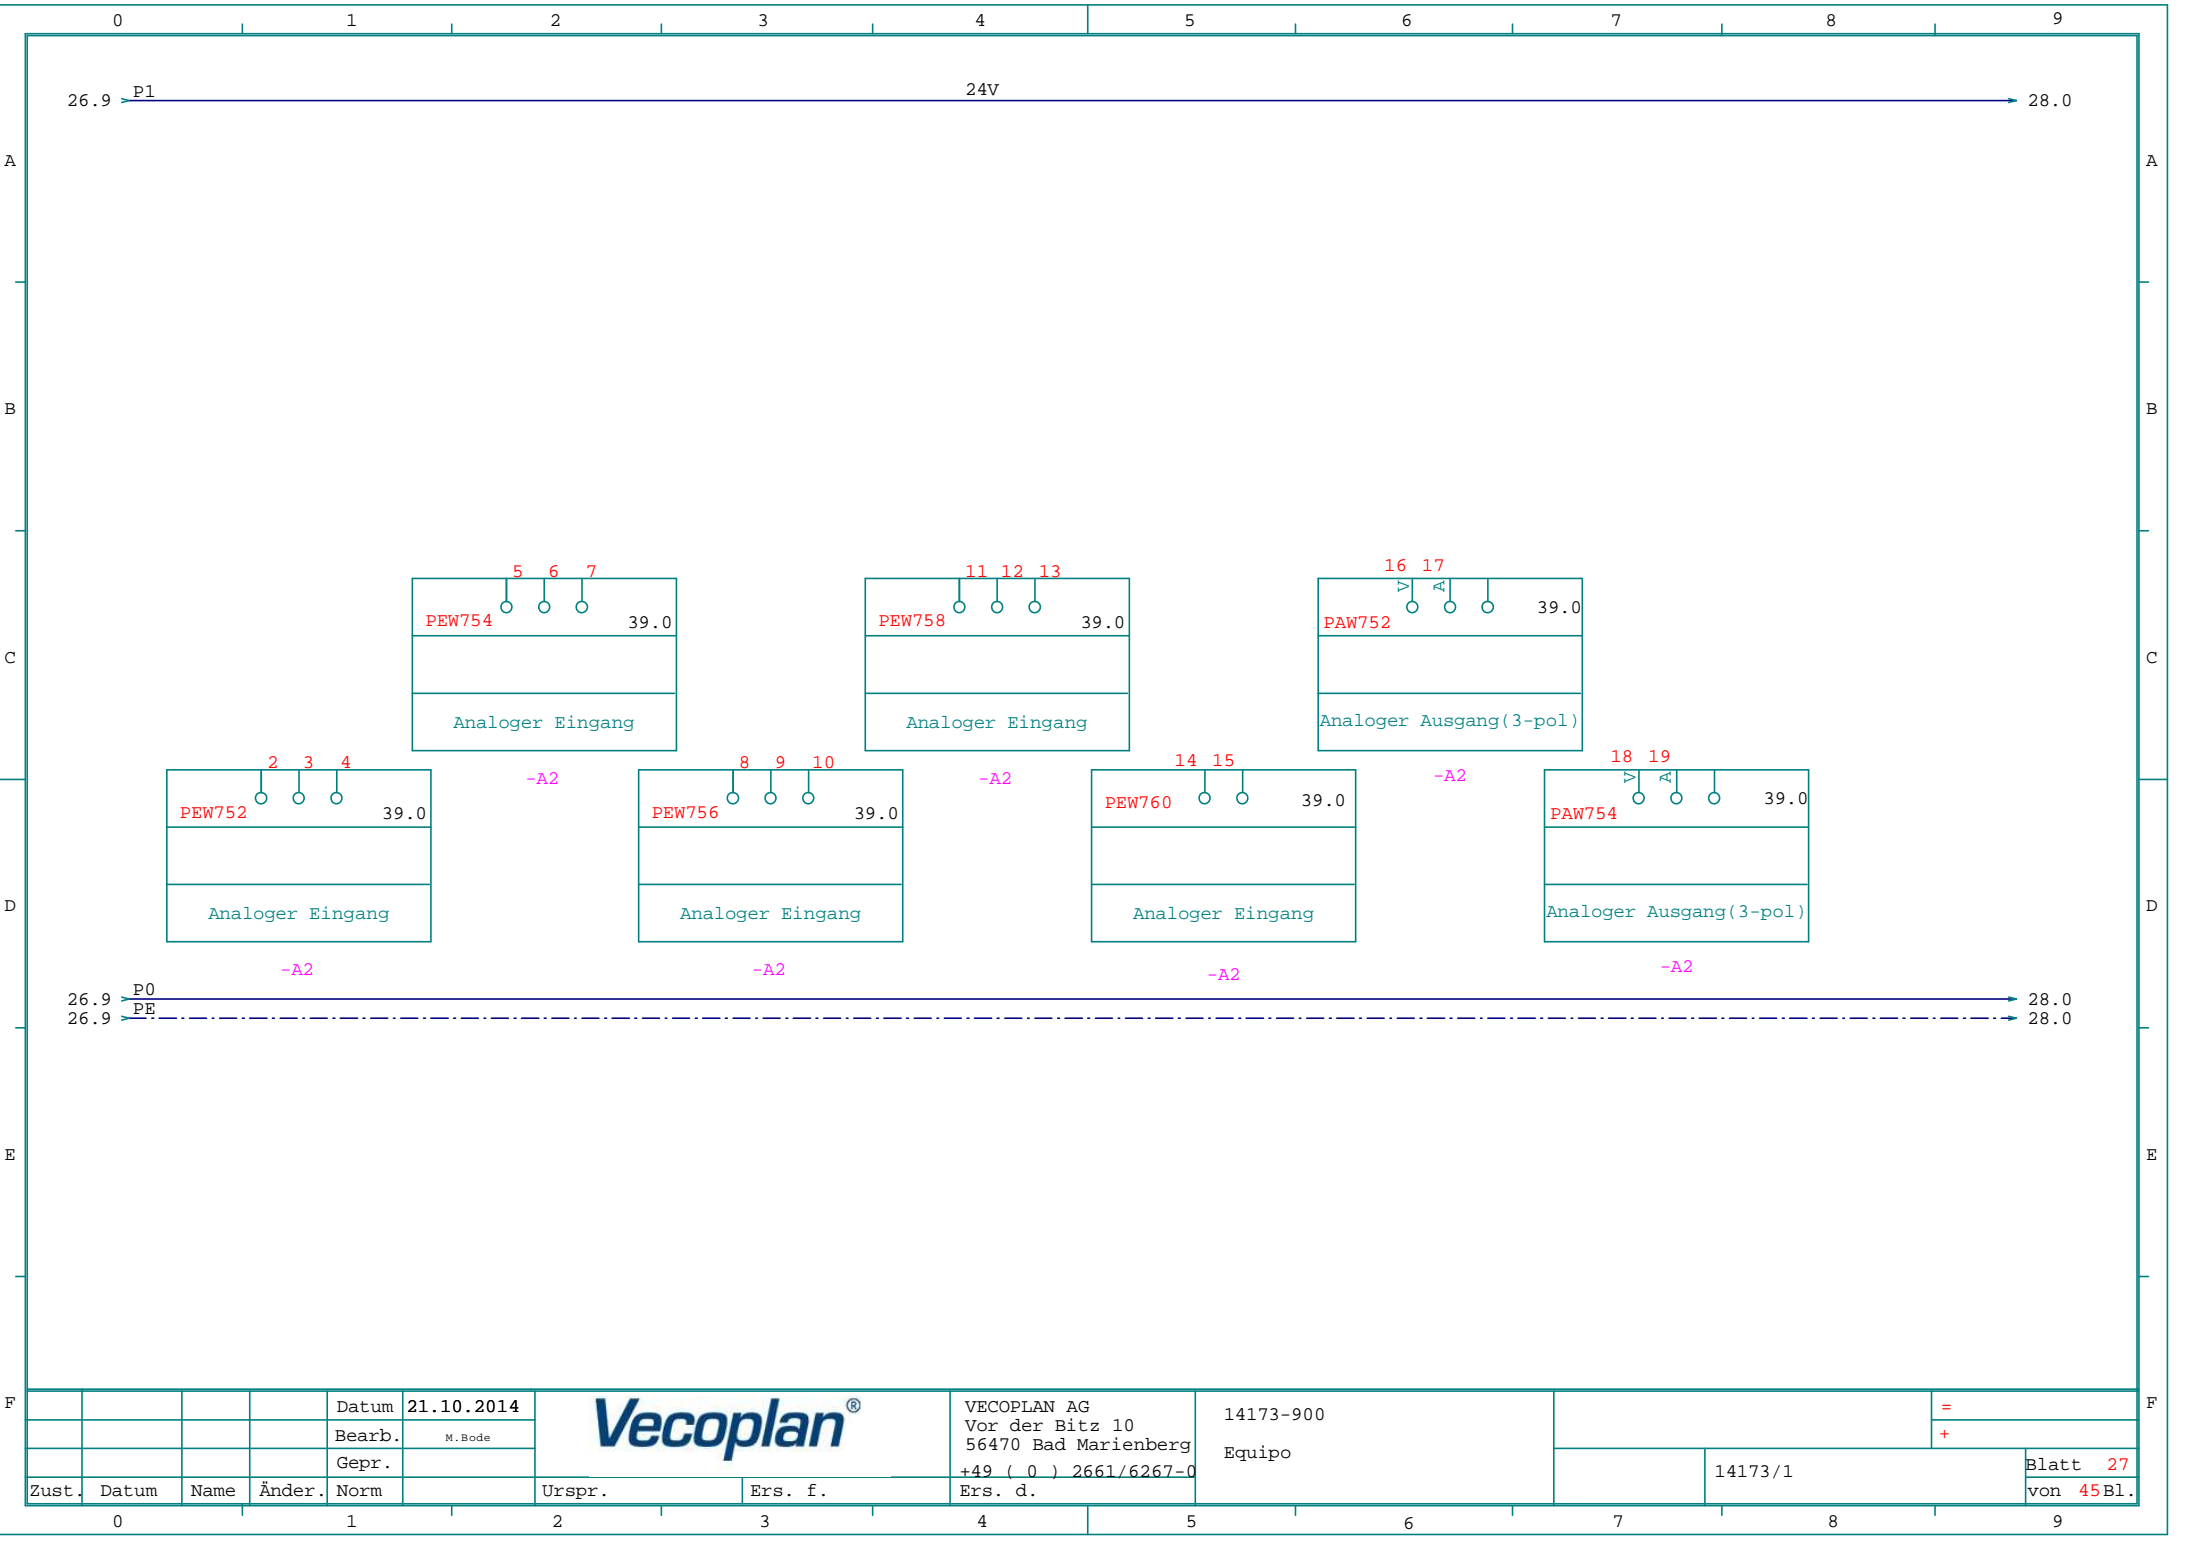 0 1 2 3 4 5 6 7 8 9
26.9 P1 24V 28.0
A A
B B
16 17
5 6 7 11 12 13 V A
PEW754 39.0 PEW758 39.0 PAW752 39.0
C C
Analoger Eingang Analoger Eingang Analoger Ausgang(3-pol)
-A2 -A2 -A2
2 3 4 8 9 10 14 15 18 19
V A
PEW752 39.0 PEW756 39.0 PEW760 39.0 PAW754 39.0
D D
Analoger Eingang Analoger Eingang Analoger Eingang Analoger Ausgang(3-pol)
-A2 -A2 -A2 -A2
26.9 P0 28.0
26.9 PE 28.0
E E
F F
Datum 21.10.2014
Bearb. M.Bode
Gepr.
Zust. Datum Name Änder. Norm
Vecoplan®
Urspr. Ers. f. Ers. d.
VECOPLAN AG
Vor der Bitz 10
56470 Bad Marienberg
+49 ( 0 ) 2661/6267-0
14173-900
Equipo
14173/1
=
+
Blatt 27
von 45Bl.
0 1 2 3 4 5 6 7 8 9